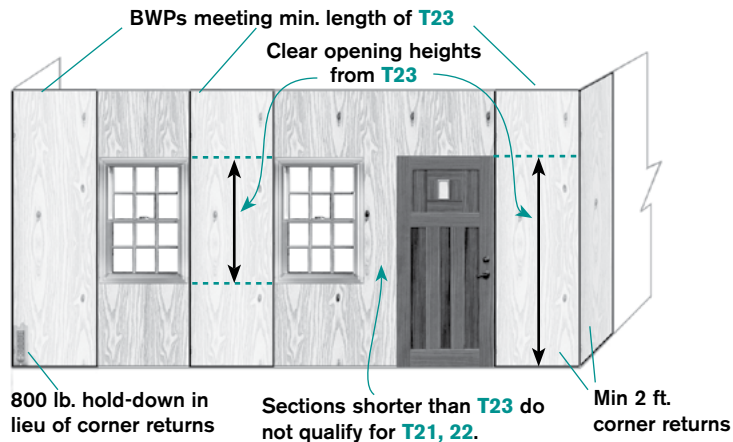 BWPs meeting min. length of T23
Clear opening heights
from T23
800 lb. hold-down in
lieu of corner returns
Sections shorter than T23 do
not qualify for T21, 22.
Min 2 ft.
corner returns